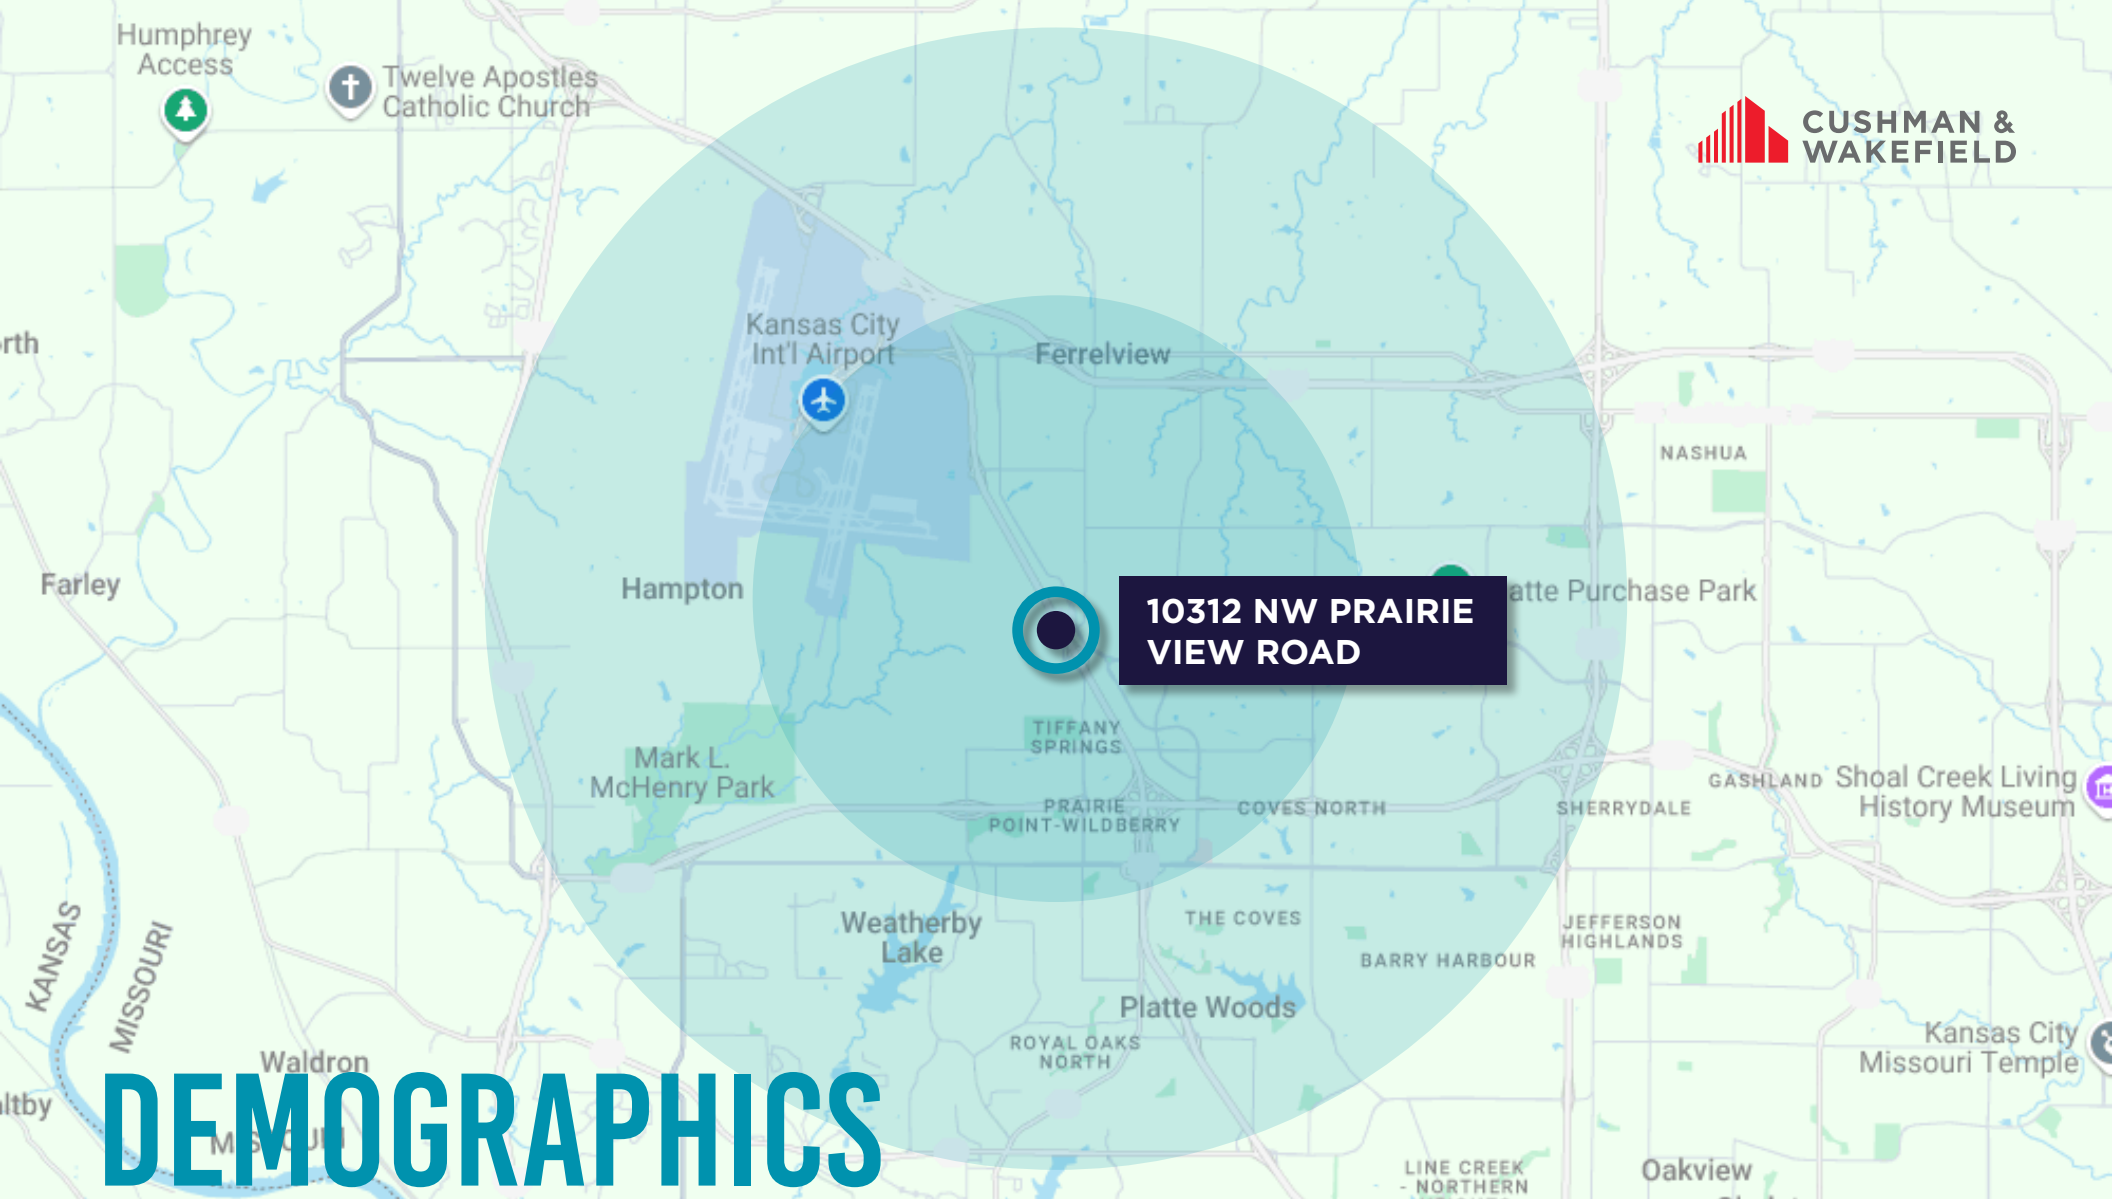 Humphrey
Access
Twelve Apostles
Catholic Church
CUSHMAN &
WAKEFIELD
Kansas City
Int'l Airport
rth
Ferrelview
NASHUA
Farley
Hampton
10312 NW PRAIRIE
VIEW ROAD
atte Purchase Park
TIFFANY
SPRINGS
Mark L.
McHenry Park
PRAIRIE
POINT-WILDBERRY
COVES NORTH
SHERRYDALE
GASHLAND
Shoal Creek Living
History Museum
KANSAS
MISSOURI
Weatherby
Lake
THE COVES
JEFFERSON
HIGHLANDS
BARRY HARBOUR
Platte Woods
ROYAL OAKS
NORTH
Kansas City
Missouri Temple
Waldron
ltby
DEMOGRAPHICS
LINE CREEK
- NORTHERN
Oakview